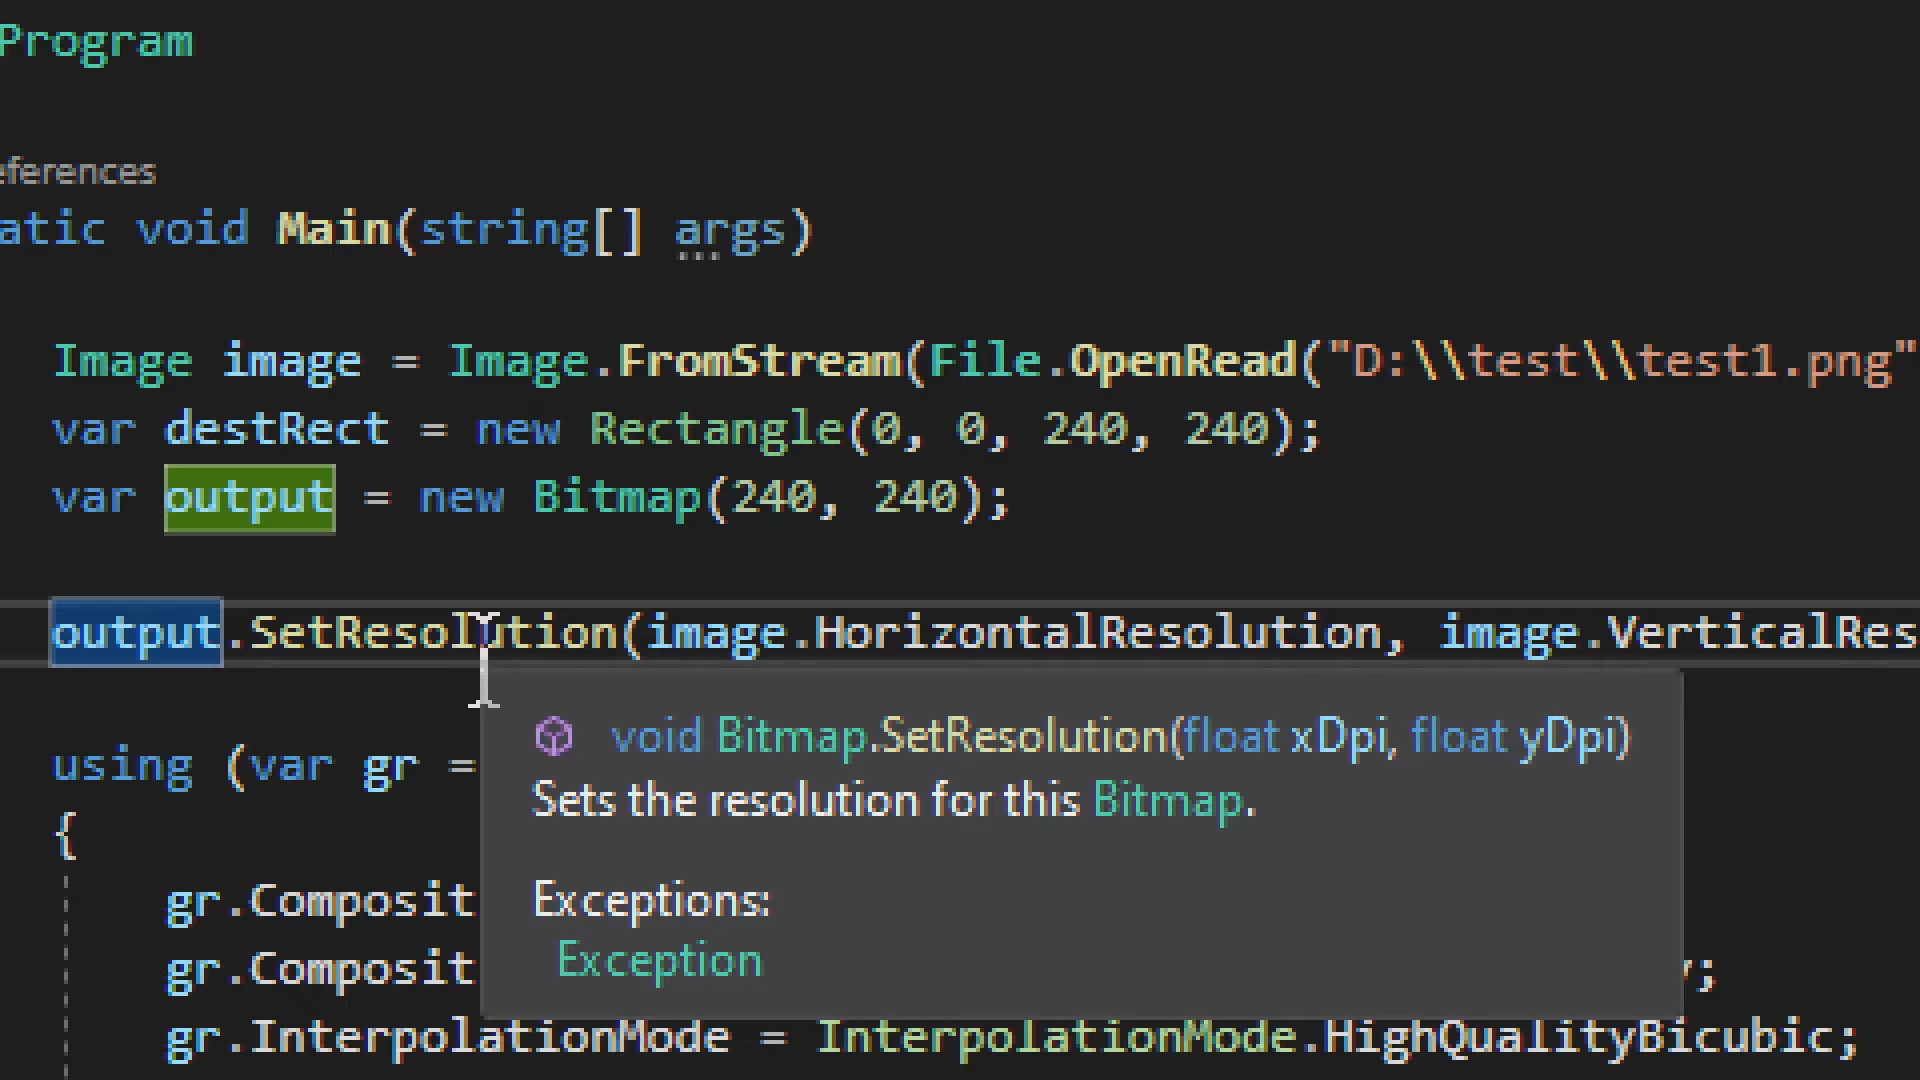 Program
eferences
atic void Main(string[] args)
Image image = Image.FromStream(File.OpenRead("D:\\test\\test1.png"
var destRect = new Rectangle(0, 0, 240, 240);
var output = new Bitmap(240, 240);
output.SetResolution(image.HorizontalResolution, image.VerticalRes
void Bitmap.SetResolution(float xDpi, float yDpi)
Sets the resolution for this Bitmap.
Exceptions:
Exception
using (var gr =
{
gr.Composit
gr.Composit y;
gr.InterpolationMode = InterpolationMode.HighQualityBicubic;